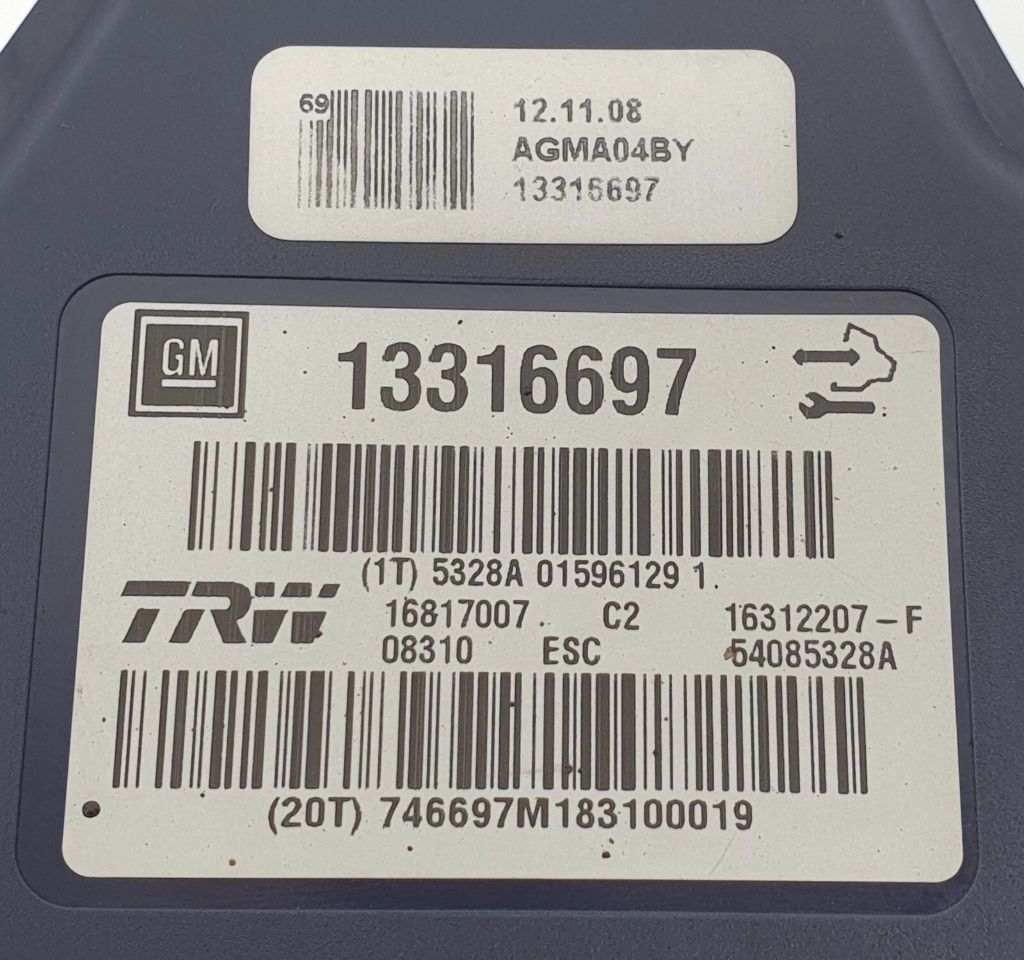 69
12.11.08
AGMA04BY
13316697
GM
13316697
(1T) 5328A 01596129 1.
TRW
16817007. C2 16312207-F
08310 ESC 54085328A
(20T) 746697M183100019